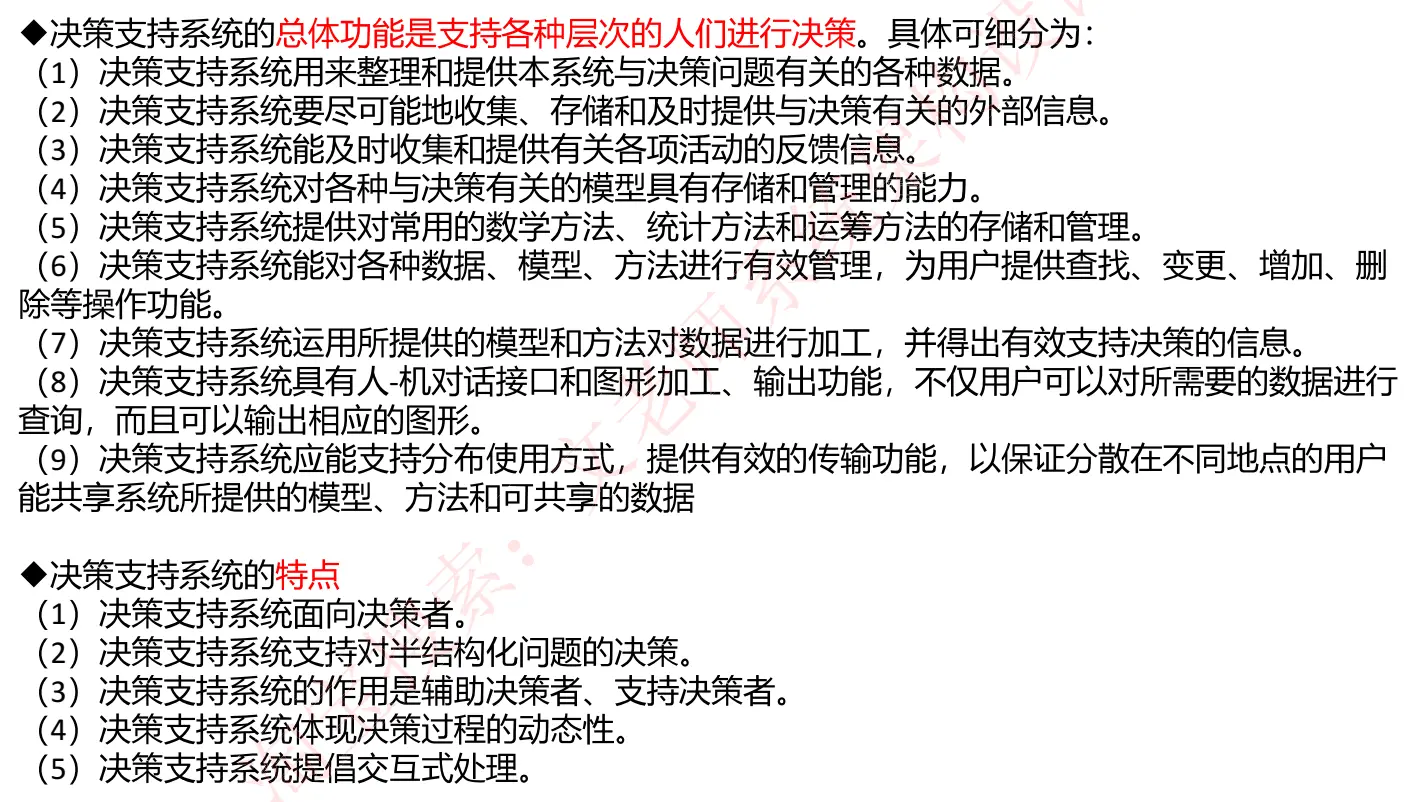 ◆决策支持系统的总体功能是支持各种层次的人们进行决策。具体可细分为：
（1）决策支持系统用来整理和提供本系统与决策问题有关的各种数据。
（2）决策支持系统要尽可能地收集、存储和及时提供与决策有关的外部信息。
（3）决策支持系统能及时收集和提供有关各项活动的反馈信息。
（4）决策支持系统对各种与决策有关的模型具有存储和管理的能力。
（5）决策支持系统提供对常用的数学方法、统计方法和运筹方法的存储和管理。
（6）决策支持系统能对各种数据、模型、方法进行有效管理，为用户提供查找、变更、增加、删
除等操作功能。
（7）决策支持系统运用所提供的模型和方法对数据进行加工，并得出有效支持决策的信息。
（8）决策支持系统具有人-机对话接口和图形加工、输出功能，不仅用户可以对所需要的数据进行
查询，而且可以输出相应的图形。
（9）决策支持系统应能支持分布使用方式，提供有效的传输功能，以保证分散在不同地点的用户
能共享系统所提供的模型、方法和可共享的数据
◆决策支持系统的特点
（1）决策支持系统面向决策者。
（2）决策支持系统支持对半结构化问题的决策。
（3）决策支持系统的作用是辅助决策者、支持决策者。
（4）决策支持系统体现决策过程的动态性。
（5）决策支持系统提倡交互式处理。